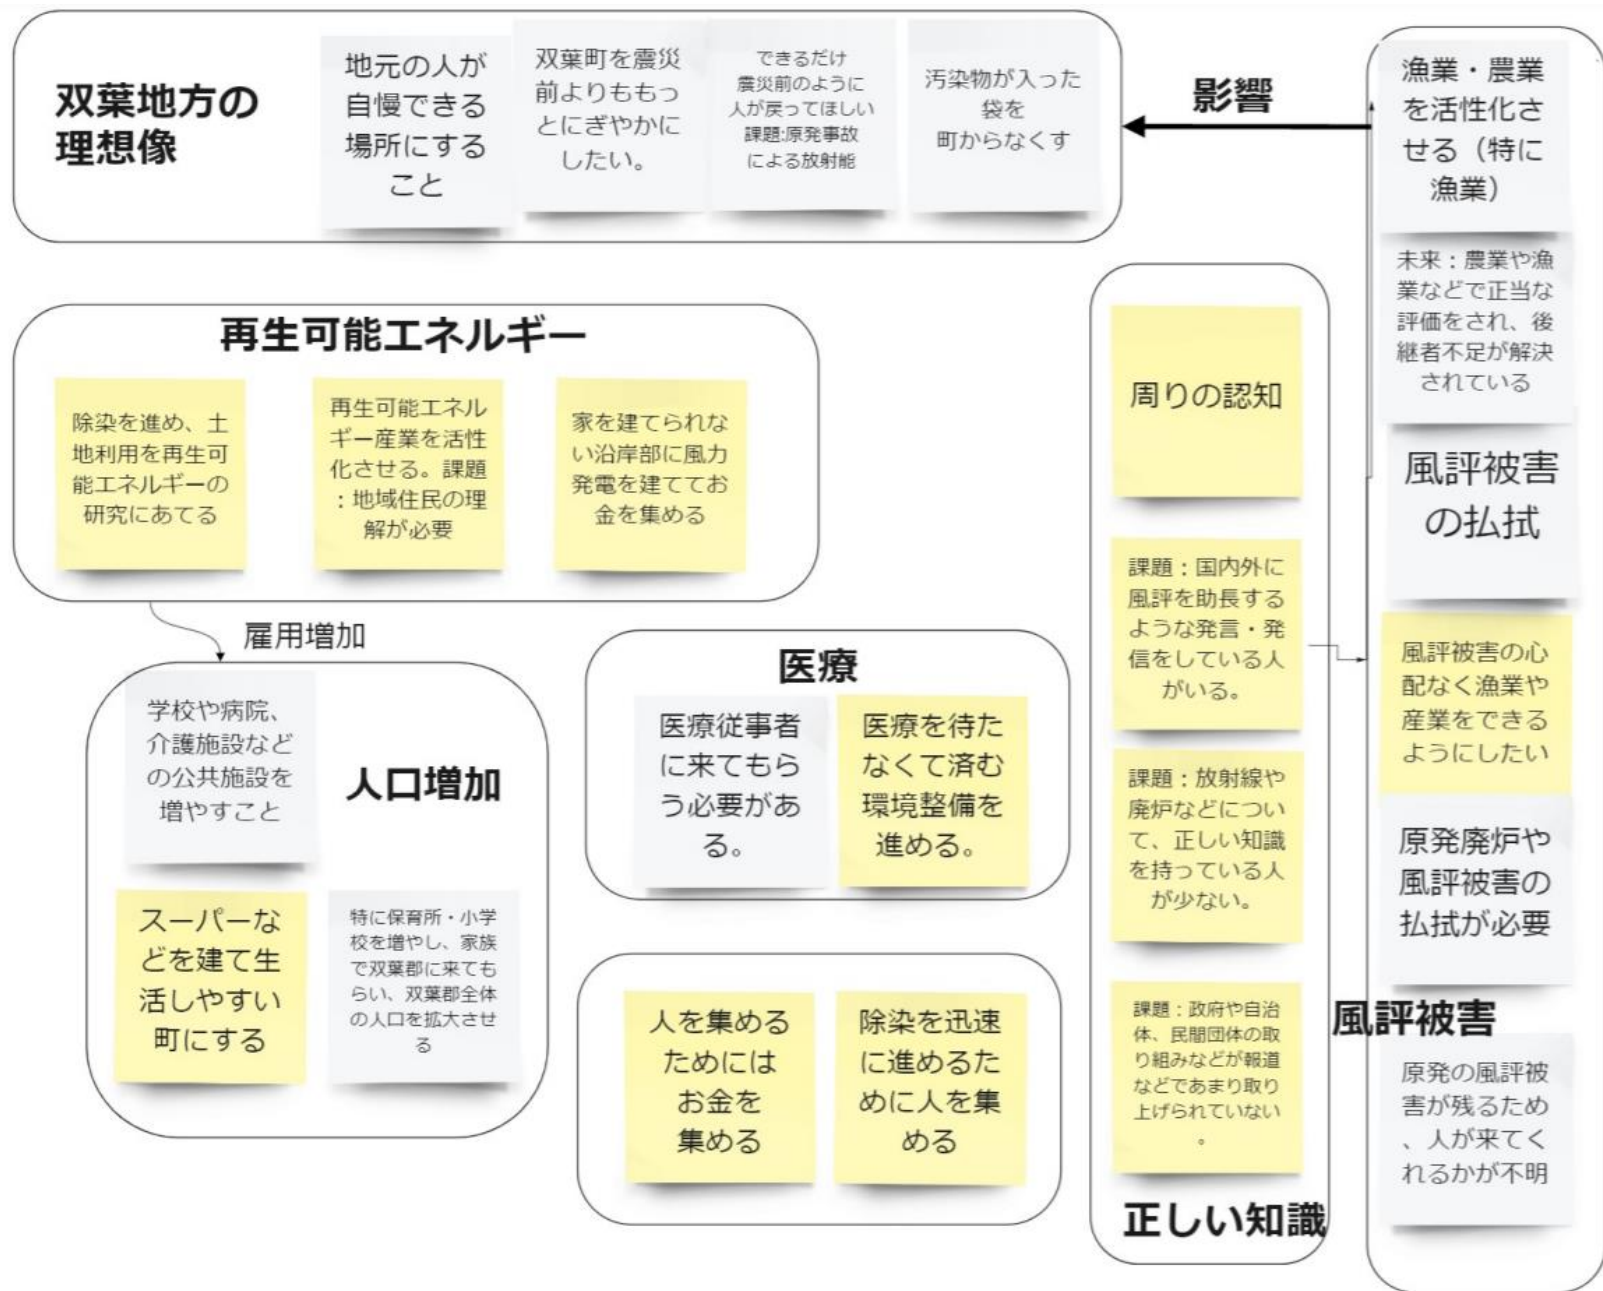 双葉地方の
理想像
地元の人が
自慢できる
場所にする
こと
双葉町を震災
前よりももっ
とにぎやかに
したい。
できるだけ
震災前のように
人が戻ってほしい
課題:原発事故
による放射能
汚染物が入った
袋を
町からなくす
影響
漁業・農業
を活性化さ
せる（特に
漁業）
未来：農業や漁
業などで正当な
評価をされ、後
継者不足が解決
されている
風評被害
の払拭
風評被害の心
配なく漁業や
産業をできる
ようにしたい
原発廃炉や
風評被害の
払拭が必要
風評被害
原発の風評被
害が残るため
、人が来てく
れるかが不明
再生可能エネルギー
除染を進め、土
地利用を再生可
能エネルギーの
研究にあてる
再生可能エネル
ギー産業を活性
化させる。課題
：地域住民の理
解が必要
家を建てられな
い沿岸部に風力
発電を建ててお
金を集める
雇用増加
学校や病院、
介護施設など
の公共施設を
増やすこと
人口増加
スーパーな
どを建て生
活しやすい
町にする
特に保育所・小学
校を増やし、家族
で双葉郡に来ても
らい、双葉郡全体
の人口を拡大させ
る
医療
医療従事者
に来てもら
う必要があ
る。
医療を待た
なくて済む
環境整備を
進める。
人を集める
ためには
お金を
集める
除染を迅速
に進めるた
めに人を集
める
周りの認知
課題：国内外に
風評を助長する
ような発言・発
信をしている人
がいる。
課題：放射線や
廃炉などについ
て、正しい知識
を持っている人
が少ない。
課題：政府や自治
体、民間団体の取
り組みなどが報道
などであまり取り
上げられていない
。
正しい知識